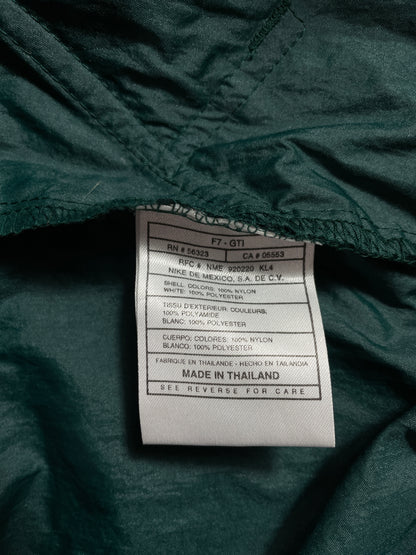 F7 - GTI
RN # 56323 CA # 05553
RFC #. NME 920220 KL4
NIKE DE MEXICO, S.A. DE C.V.
SHELL: COLORS: 100% NYLON
WHITE: 100% POLYESTER
TISSU D'EXTERIEUR: COULEURS:
100% POLYAMIDE
BLANC: 100% POLYESTER
CUERPO: COLORES: 100% NYLON
BLANCO: 100% POLYESTER
FABRIQUE EN THAILANDE - HECHO EN TAILANDIA
MADE IN THAILAND
SEE REVERSE FOR CARE